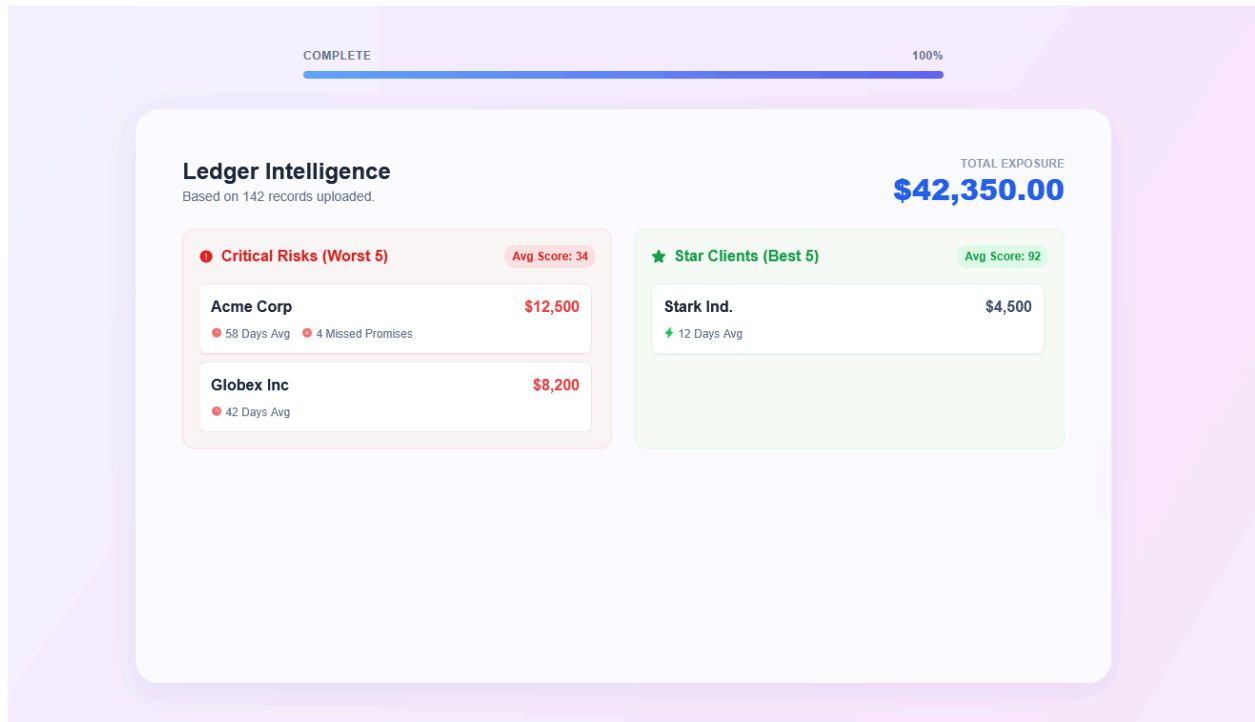 COMPLETE 100%
Ledger Intelligence
Based on 142 records uploaded.
TOTAL EXPOSURE
$42,350.00
Critical Risks (Worst 5) Avg Score: 34
Acme Corp $12,500
58 Days Avg 4 Missed Promises
Globex Inc $8,200
42 Days Avg
Star Clients (Best 5) Avg Score: 92
Stark Ind. $4,500
12 Days Avg